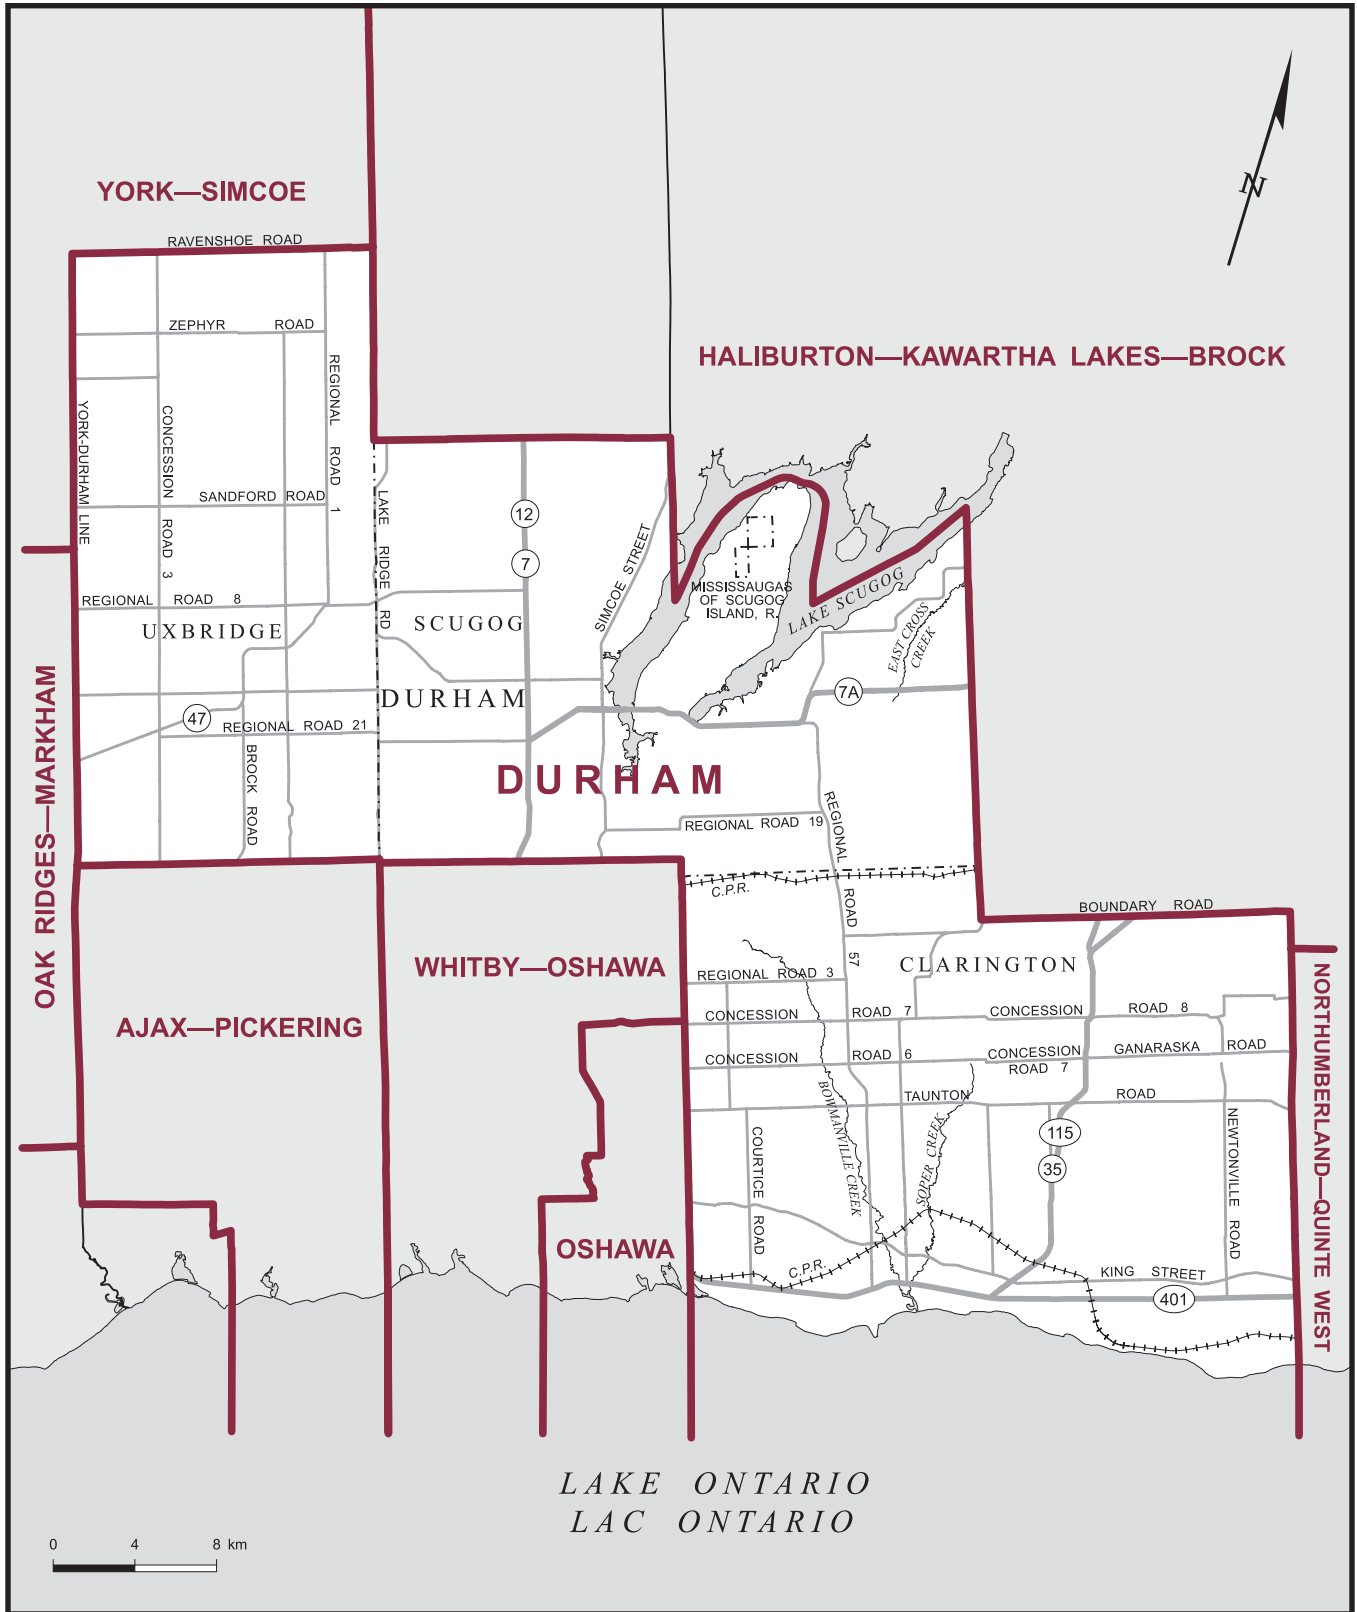 N
YORK—SIMCOE
RAVENSHOE ROAD
ZEPHYR ROAD
HALIBURTON—KAWARTHA LAKES—BROCK
REGIONAL ROAD 1
YORK-DURHAM LINE
CONCESSION ROAD 3
SANDFORD ROAD
LAKE RIDGE RD
12
7
SIMCOE STREET
MISSISSAUGAS
OF SCUGOG
ISLAND, R.
LAKE SCUGOG
EAST CROSS
CREEK
REGIONAL ROAD 8
UXBRIDGE
SCUGOG
DURHAM
7A
47
REGIONAL ROAD 21
BROCK ROAD
DURHAM
REGIONAL ROAD 19
REGIONAL ROAD 57
C.P.R.
OAK RIDGES—MARKHAM
BOUNDARY ROAD
WHITBY—OSHAWA
CLARINGTON
REGIONAL ROAD 3
AJAX—PICKERING
CONCESSION ROAD 7
CONCESSION ROAD 8
CONCESSION ROAD 6
CONCESSION
ROAD 7
GANARASKA ROAD
TAUNTON ROAD
BOWMANVILLE CREEK
SOPER CREEK
COURTICE ROAD
115
35
NEWTONVILLE ROAD
NORTHUMBERLAND—QUINTE WEST
OSHAWA
C.P.R.
KING STREET
401
LAKE ONTARIO
LAC ONTARIO
0 4 8 km